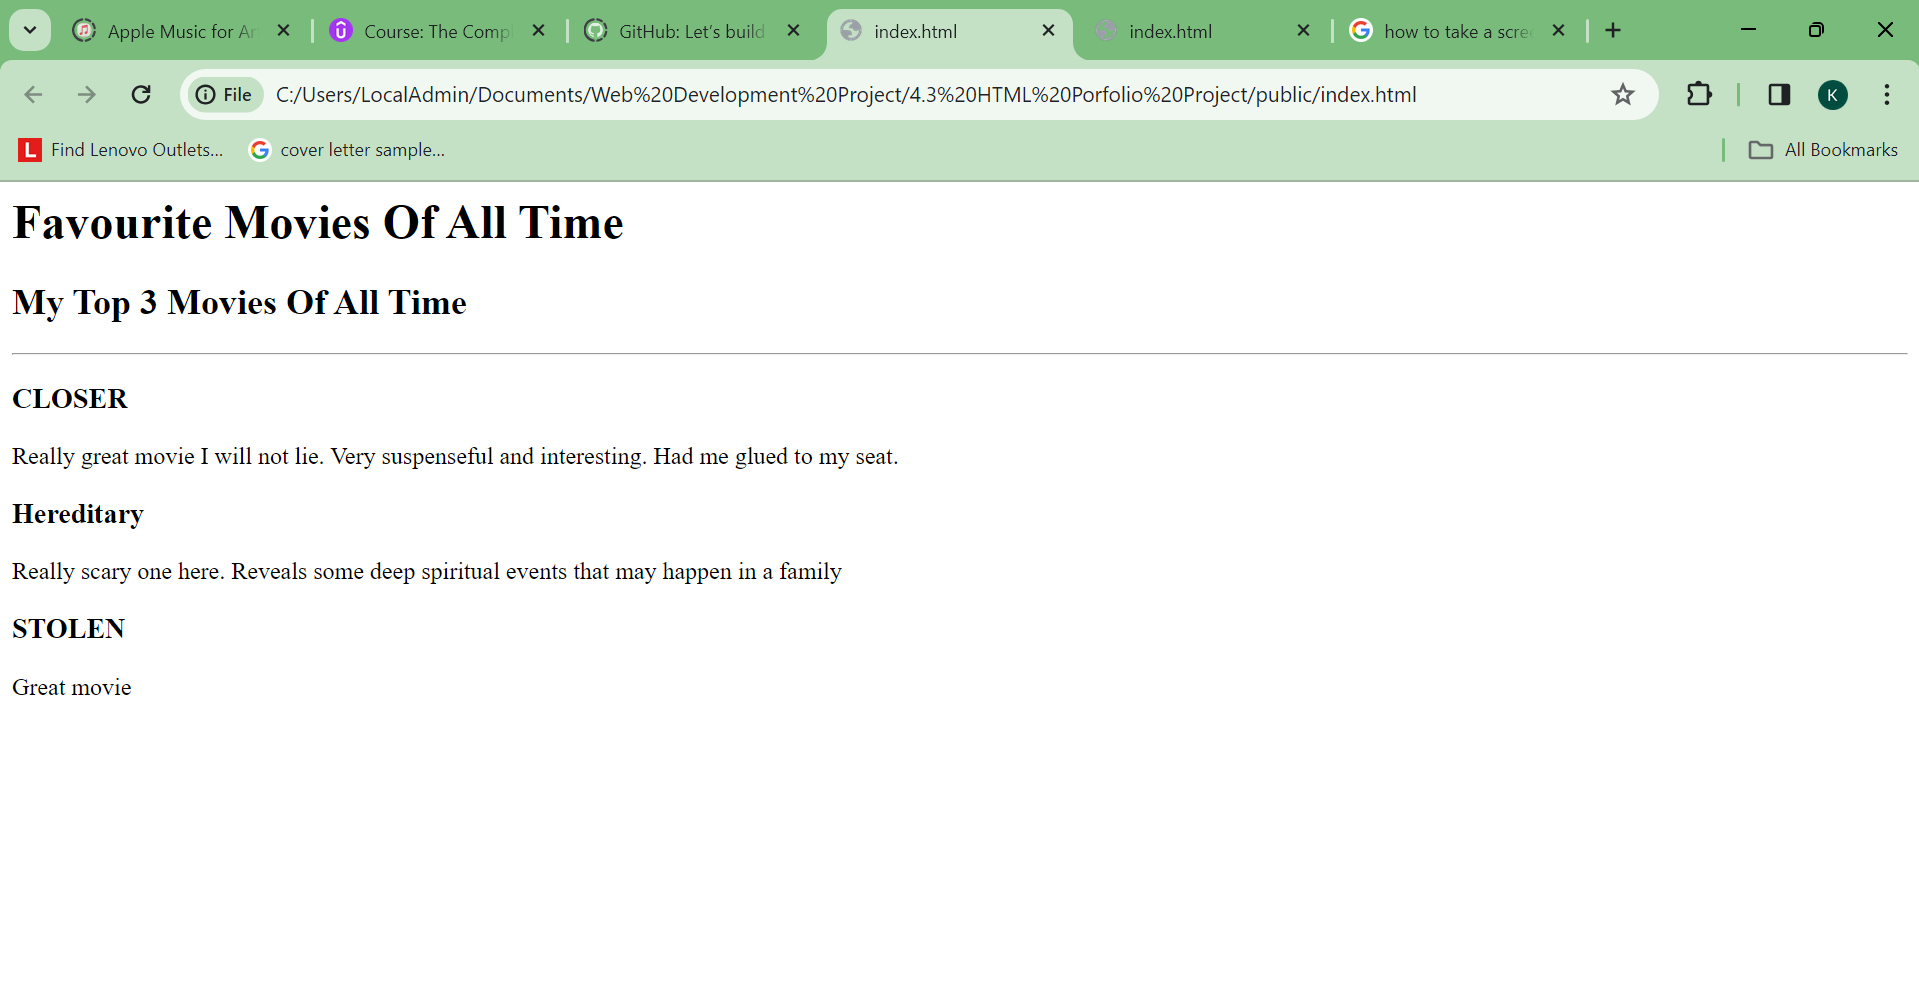 Apple Music for Ar
Course: The Compl
GitHub: Let's build
index.html
index.html
how to take a scree
File
C:/Users/LocalAdmin/Documents/Web%20Development%20Project/4.3%20HTML%20Porfolio%20Project/public/index.html
K
L
Find Lenovo Outlets...
G
cover letter sample...
All Bookmarks
Favourite Movies Of All Time
My Top 3 Movies Of All Time
CLOSER
Really great movie I will not lie. Very suspenseful and interesting. Had me glued to my seat.
Hereditary
Really scary one here. Reveals some deep spiritual events that may happen in a family
STOLEN
Great movie